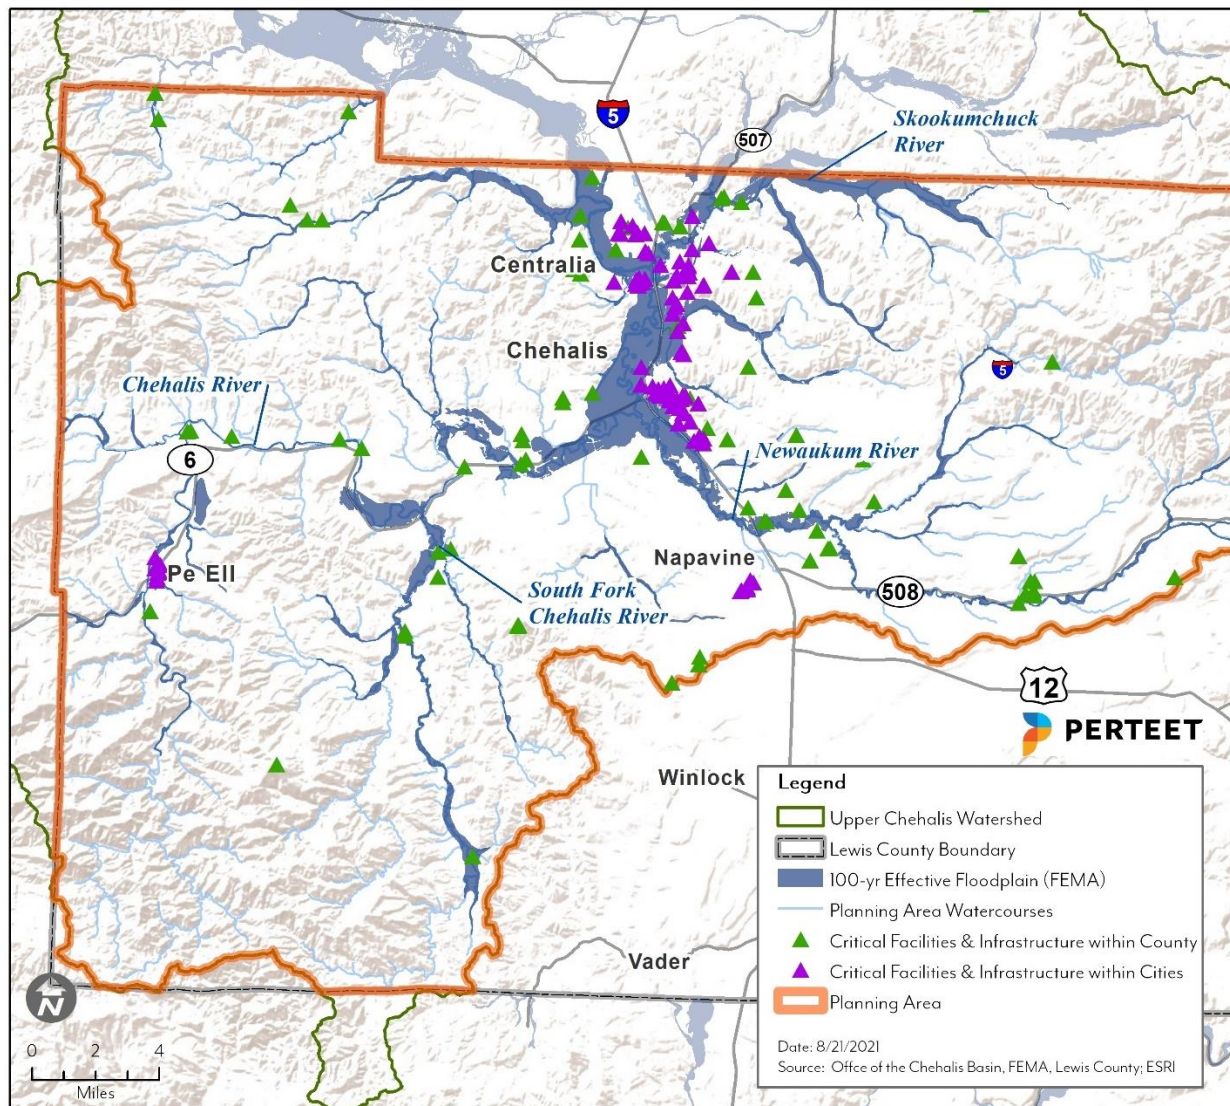 5
507
Skookumchuck
River
Centralia
Chehalis
Chehalis River
5
6
Newaukum River
Pe Ell
Napavine
South Fork
Chehalis River
508
12
PERTEET
Winlock
Vader
N
0 2 4
Miles
Legend
Upper Chehalis Watershed
Lewis County Boundary
100-yr Effective Floodplain (FEMA)
Planning Area Watercourses
Critical Facilities & Infrastructure within County
Critical Facilities & Infrastructure within Cities
Planning Area
Date: 8/21/2021
Source: Offce of the Chehalis Basin, FEMA, Lewis County; ESRI